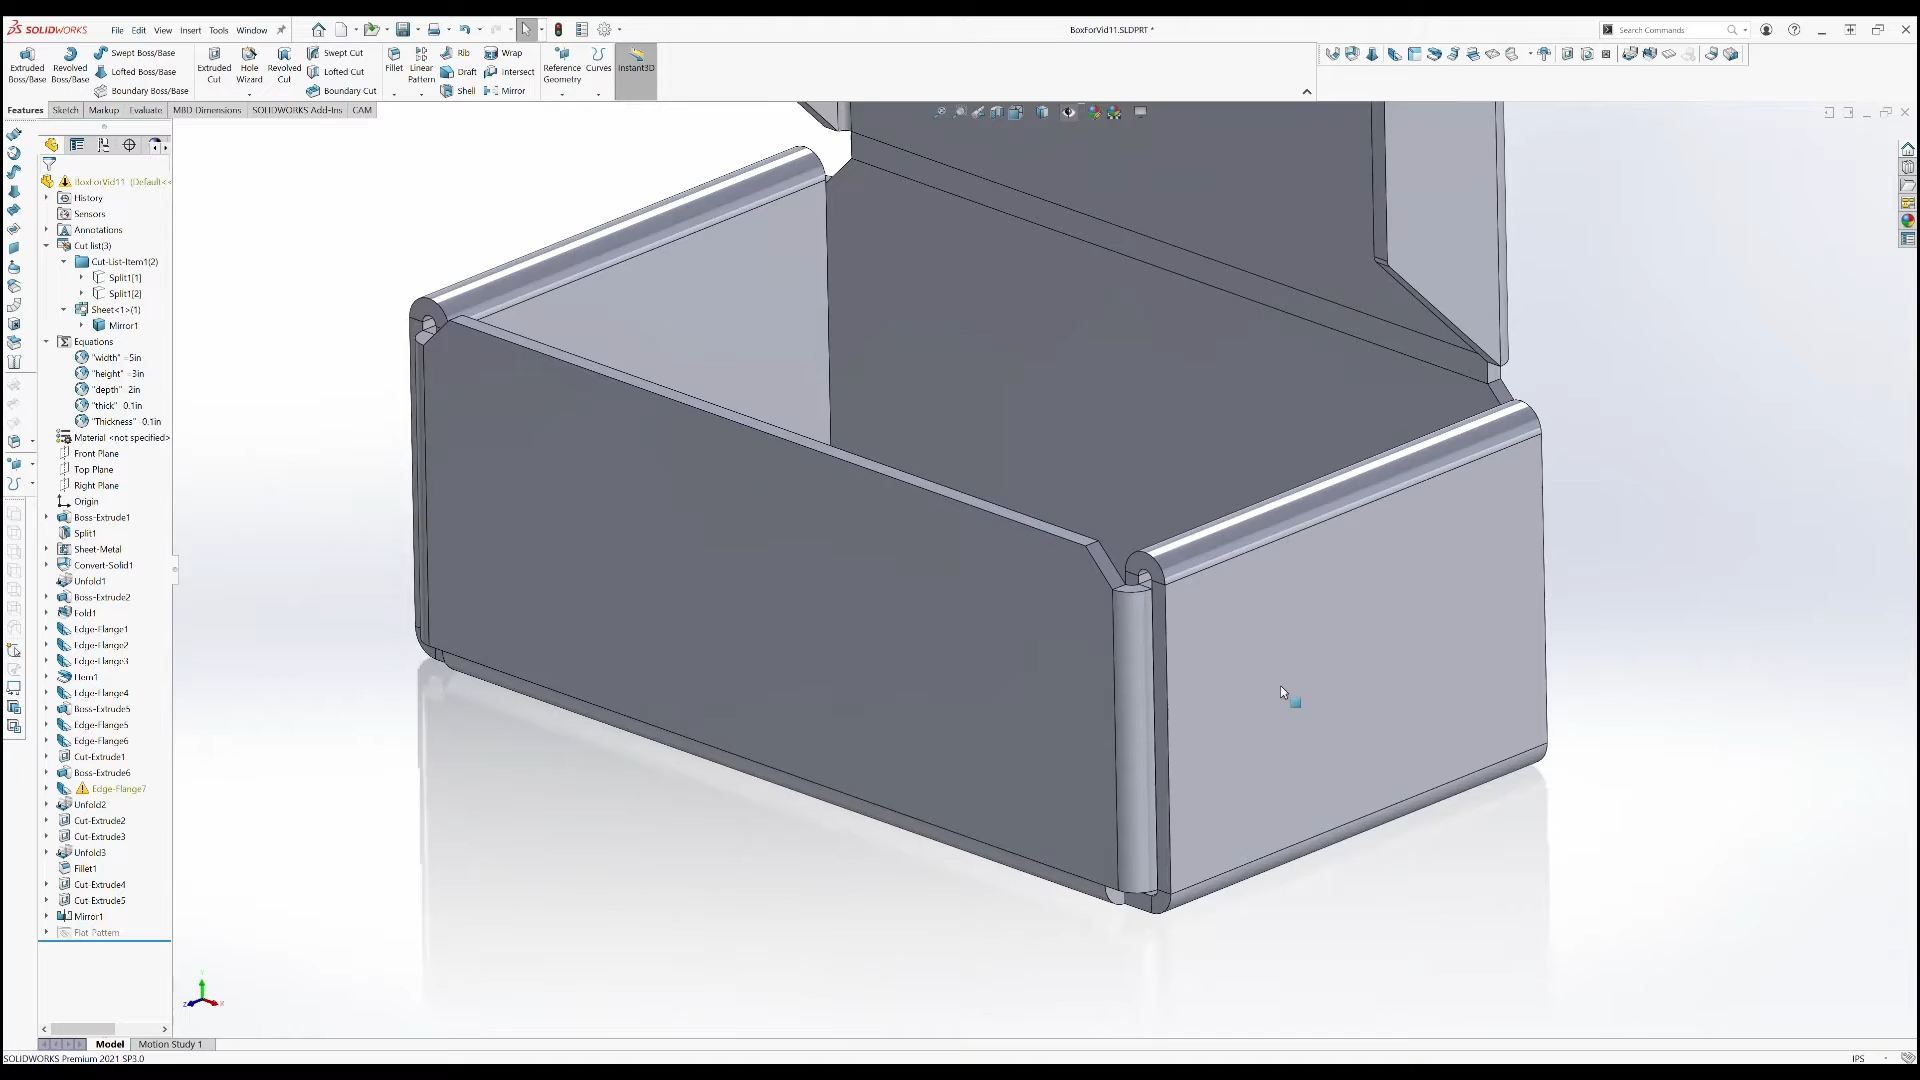 SOLIDWORKS File Edit View Insert Tools Window BoxForVid11.SLDPRT * Search Commands
Extruded Boss/Base
Revolved Boss/Base
Swept Boss/Base
Lofted Boss/Base
Boundary Boss/Base
Extruded Cut
Hole Wizard
Revolved Cut
Swept Cut
Lofted Cut
Boundary Cut
Fillet
Linear Pattern
Rib
Draft
Shell
Wrap
Intersect
Mirror
Reference Geometry
Curves
Instant3D
Features Sketch Markup Evaluate MBD Dimensions SOLIDWORKS Add-Ins CAM
BoxForVid11 (Default<<
History
Sensors
Annotations
Cut list(3)
Cut-List-Item1(2)
Split1[1]
Split1[2]
Sheet<1>(1)
Mirror1
Equations
"width" =5in
"height" =3in
"depth" 2in
"thick" 0.1in
"Thickness" 0.1in
Material <not specified>
Front Plane
Top Plane
Right Plane
Origin
Boss-Extrude1
Split1
Sheet-Metal
Convert-Solid1
Unfold1
Boss-Extrude2
Fold1
Edge-Flange1
Edge-Flange2
Edge-Flange3
Hem1
Edge-Flange4
Boss-Extrude5
Edge-Flange5
Edge-Flange6
Cut-Extrude1
Boss-Extrude6
Edge-Flange7
Unfold2
Cut-Extrude2
Cut-Extrude3
Unfold3
Fillet1
Cut-Extrude4
Cut-Extrude5
Mirror1
Flat Pattern
Model Motion Study 1
SOLIDWORKS Premium 2021 SP3.0 IPS